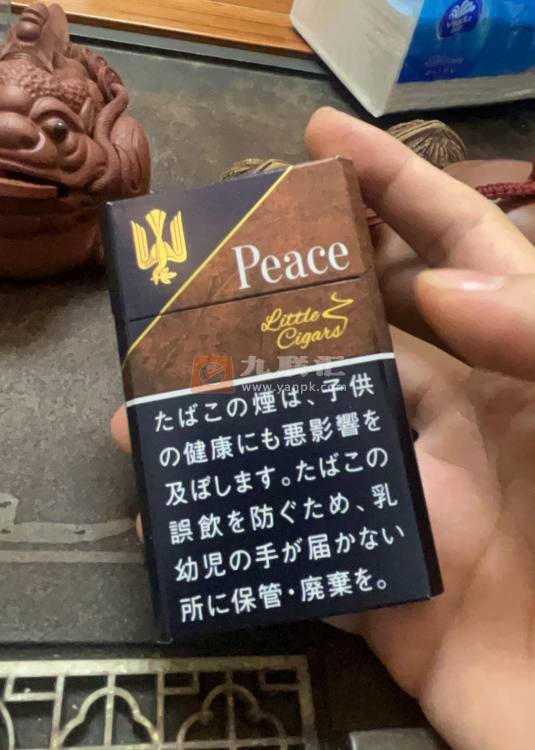 Peace
Little
Cigars
九联汇
www.yanpk.com
たばこの煙は、子供
の健康にも悪影響を
及ぼします。たばこの
誤飲を防ぐため、乳
幼児の手が届かない
所に保管・廃棄を。